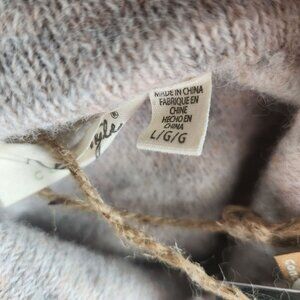 MADE IN CHINA
FABRIQUE EN
CHINE
HECHO EN
CHINA
L/G/G